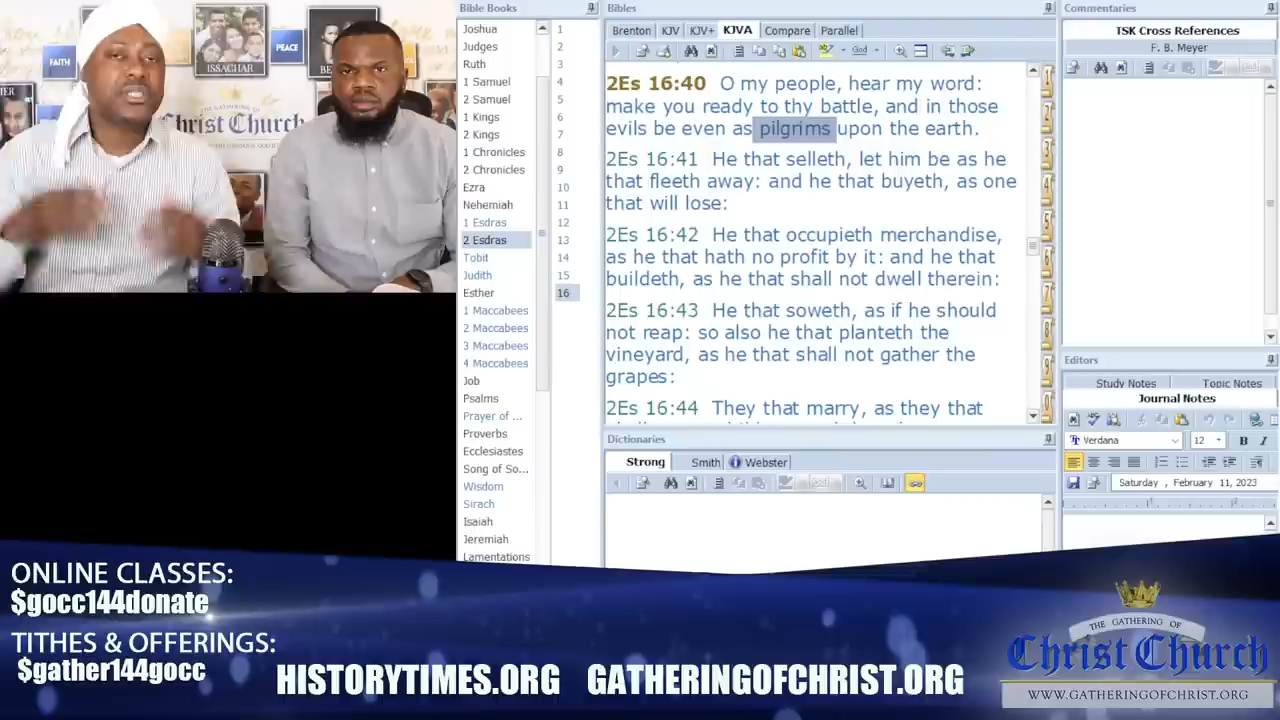 FAITH
ISSACHAR
PEACE
THE GATHERING OF
Christ Church
Bible Books
Joshua
Judges
Ruth
1 Samuel
2 Samuel
1 Kings
2 Kings
1 Chronicles
2 Chronicles
Ezra
Nehemiah
1 Esdras
2 Esdras
Tobit
Judith
Esther
1 Maccabees
2 Maccabees
3 Maccabees
4 Maccabees
Job
Psalms
Prayer of ...
Proverbs
Ecclesiastes
Song of So...
Wisdom
Sirach
Isaiah
Jeremiah
Lamentations
1
2
3
4
5
6
7
8
9
10
11
12
13
14
15
16
Bibles
Brenton KJV KJV+ KJVA Compare Parallel
God
2Es 16:40 O my people, hear my word:
make you ready to thy battle, and in those
evils be even as pilgrims upon the earth.
2Es 16:41 He that selleth, let him be as he
that fleeth away: and he that buyeth, as one
that will lose:
2Es 16:42 He that occupieth merchandise,
as he that hath no profit by it: and he that
buildeth, as he that shall not dwell therein:
2Es 16:43 He that soweth, as if he should
not reap: so also he that planteth the
vineyard, as he that shall not gather the
grapes:
2Es 16:44 They that marry, as they that
Dictionaries
Strong Smith Webster
Commentaries
TSK Cross References
F. B. Meyer
Editors
Study Notes Topic Notes
Journal Notes
Verdana 12 B I
Saturday , February 11, 2023
ONLINE CLASSES:
$gocc144donate
TITHES & OFFERINGS:
$gather144gocc
HISTORYTIMES.ORG GATHERINGOFCHRIST.ORG
THE GATHERING OF
Christ Church
WWW.GATHERINGOFCHRIST.ORG